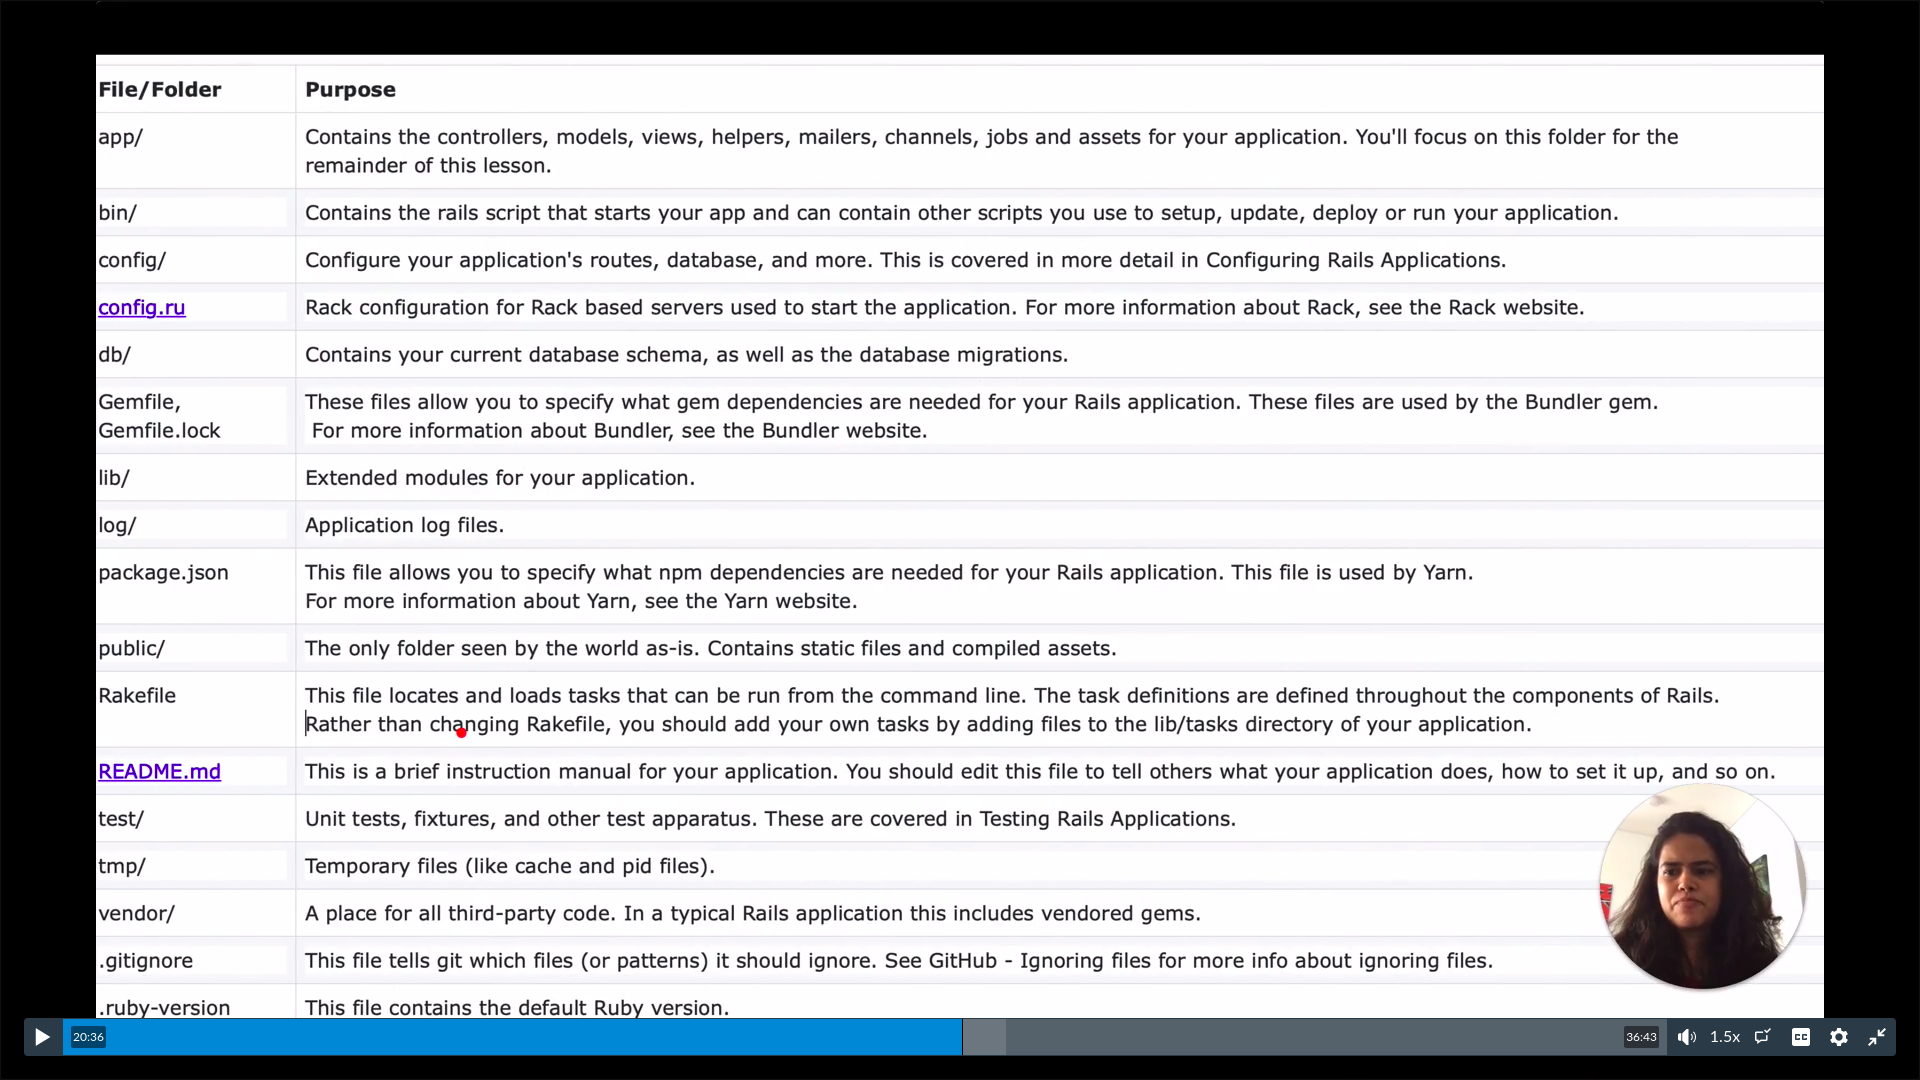 File/Folder Purpose
app/ Contains the controllers, models, views, helpers, mailers, channels, jobs and assets for your application. You'll focus on this folder for the
remainder of this lesson.
bin/ Contains the rails script that starts your app and can contain other scripts you use to setup, update, deploy or run your application.
config/ Configure your application's routes, database, and more. This is covered in more detail in Configuring Rails Applications.
config.ru Rack configuration for Rack based servers used to start the application. For more information about Rack, see the Rack website.
db/ Contains your current database schema, as well as the database migrations.
Gemfile, These files allow you to specify what gem dependencies are needed for your Rails application. These files are used by the Bundler gem.
Gemfile.lock For more information about Bundler, see the Bundler website.
lib/ Extended modules for your application.
log/ Application log files.
package.json This file allows you to specify what npm dependencies are needed for your Rails application. This file is used by Yarn.
For more information about Yarn, see the Yarn website.
public/ The only folder seen by the world as-is. Contains static files and compiled assets.
Rakefile This file locates and loads tasks that can be run from the command line. The task definitions are defined throughout the components of Rails.
Rather than changing Rakefile, you should add your own tasks by adding files to the lib/tasks directory of your application.
README.md This is a brief instruction manual for your application. You should edit this file to tell others what your application does, how to set it up, and so on.
test/ Unit tests, fixtures, and other test apparatus. These are covered in Testing Rails Applications.
tmp/ Temporary files (like cache and pid files).
vendor/ A place for all third-party code. In a typical Rails application this includes vendored gems.
.gitignore This file tells git which files (or patterns) it should ignore. See GitHub - Ignoring files for more info about ignoring files.
.ruby-version This file contains the default Ruby version.
20:36 36:43 1.5x CC